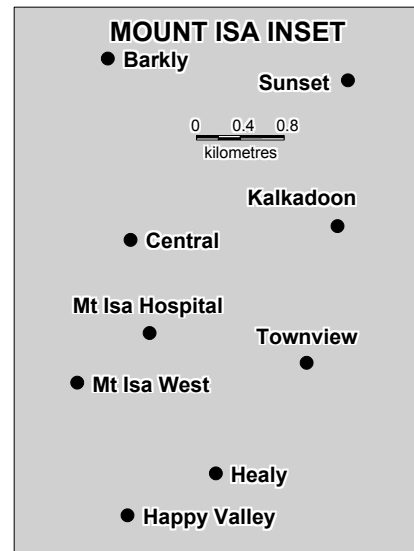 MOUNT ISA INSET
Barkly
Sunset
0 0.4 0.8
kilometres
Kalkadoon
Central
Mt Isa Hospital
Townview
Mt Isa West
Healy
Happy Valley